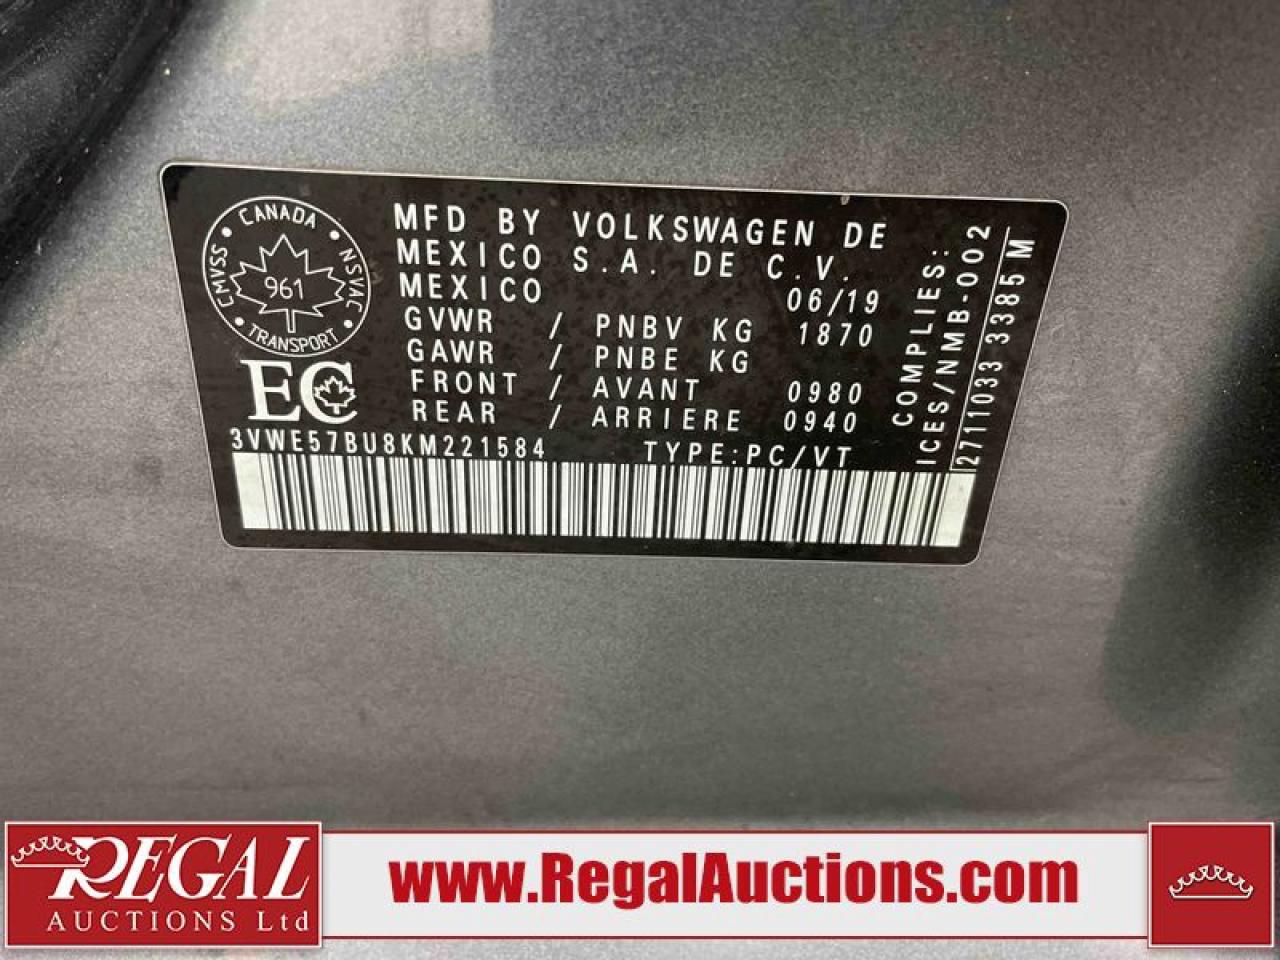 CANADA
CMVSS
NSVAC
961
TRANSPORT
EC
MFD BY VOLKSWAGEN DE
MEXICO S.A. DE C.V.
MEXICO 06/19
GVWR / PNBV KG 1870
GAWR / PNBE KG
FRONT / AVANT 0980
REAR / ARRIERE 0940
3VWE57BU8KM221584 TYPE:PC/VT
COMPLIES:
ICES/NMB-002
2711033 3385 M
REGAL
AUCTIONS Ltd
www.RegalAuctions.com